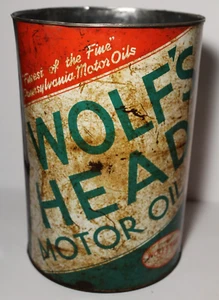 "Finest of the Fine"
Pennsylvania Motor Oils
WOLF'S
HEAD
MOTOR OIL